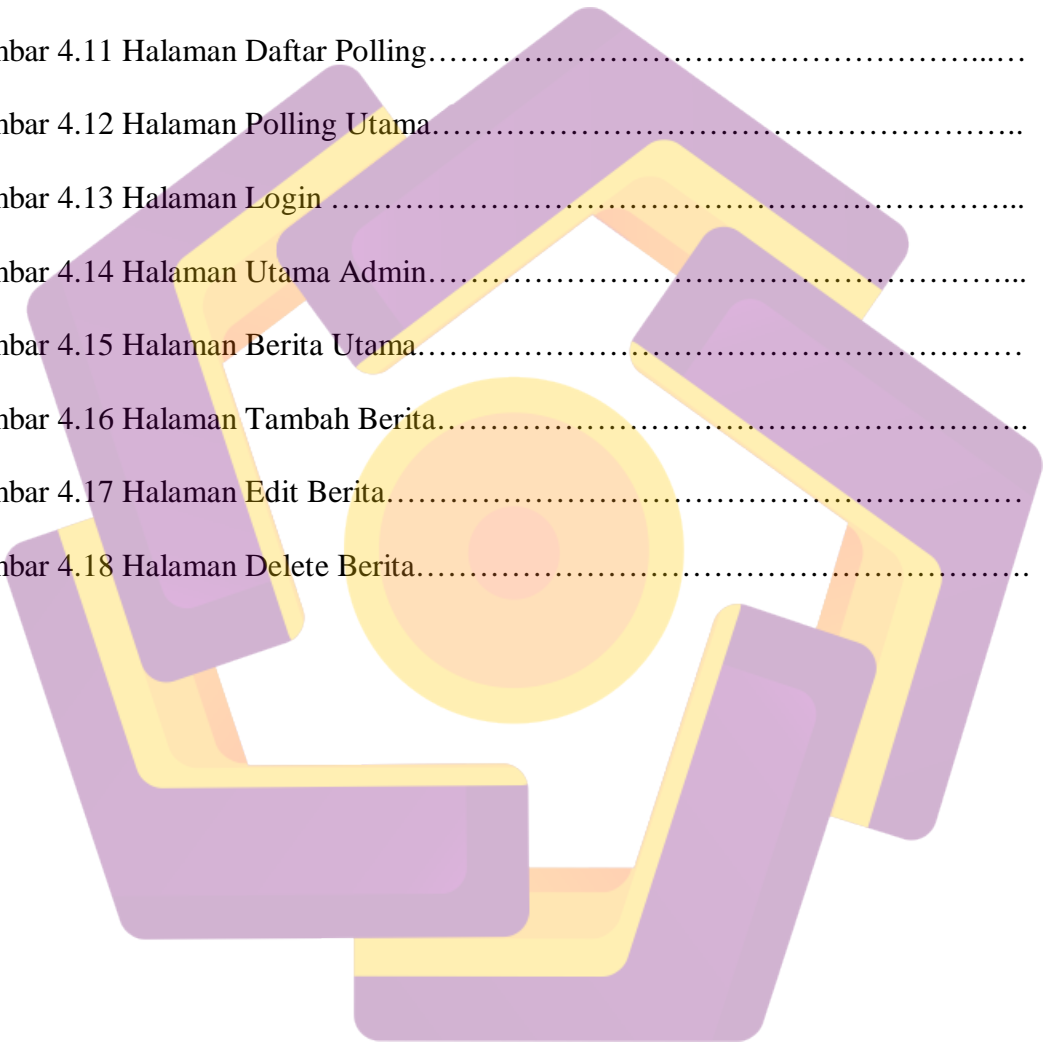 mbar 4.11 Halaman Daftar Polling…………………………………………………...…
mbar 4.12 Halaman Polling Utama………………………………………………………..
mbar 4.13 Halaman Login …………………………………………………………………...
mbar 4.14 Halaman Utama Admin………………………………………………………...
mbar 4.15 Halaman Berita Utama…………………………………………………………
mbar 4.16 Halaman Tambah Berita……………………………………………………….
mbar 4.17 Halaman Edit Berita……………………………………………………………
mbar 4.18 Halaman Delete Berita………………………………………………………….